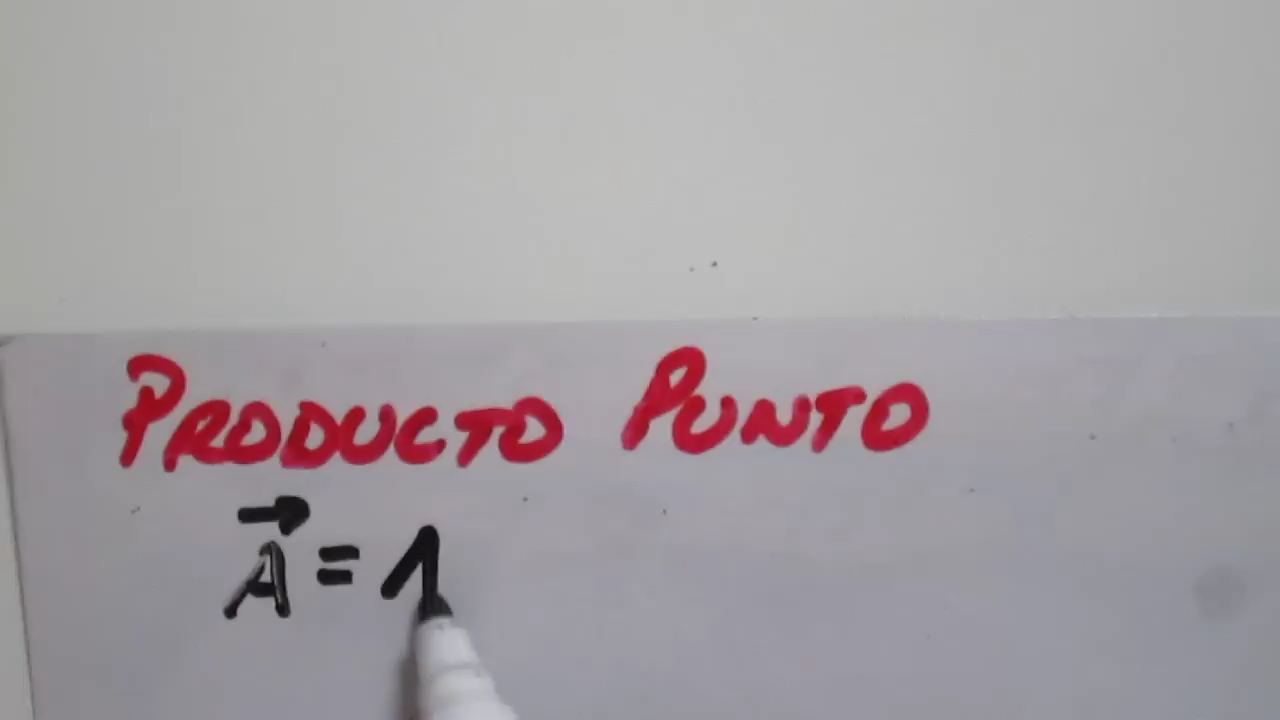 PRODUCTO PUNTO
A⃗ = 1